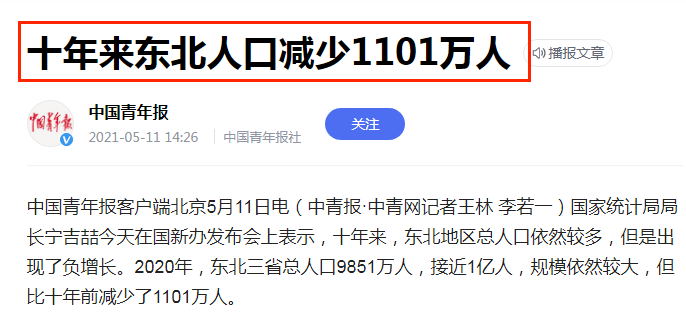 十年来东北人口减少1101万人
播报文章
中国青年报
中国青年报
2021-05-11 14:26
中国青年报社
关注
中国青年报客户端北京5月11日电（中青报·中青网记者王林 李若一）国家统计局局
长宁吉喆今天在国新办发布会上表示，十年来，东北地区总人口依然较多，但是出
现了负增长。2020年，东北三省总人口9851万人，接近1亿人，规模依然较大，但
比十年前减少了1101万人。